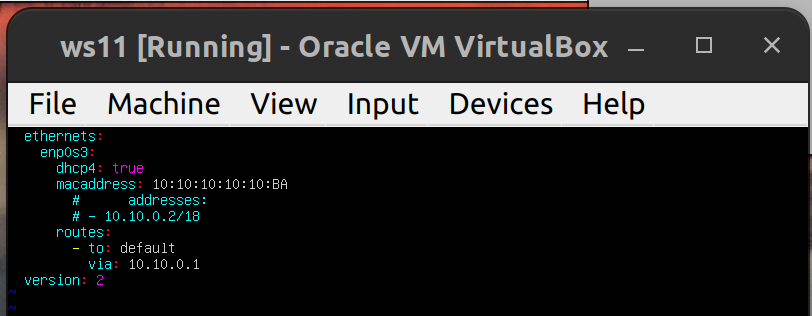 ws11 [Running] - Oracle VM VirtualBox
File Machine View Input Devices Help
ethernets:
  enp0s3:
    dhcp4: true
    macaddress: 10:10:10:10:10:BA
      #      addresses:
      # - 10.10.0.2/18
    routes:
      - to: default
        via: 10.10.0.1
version: 2
~
~